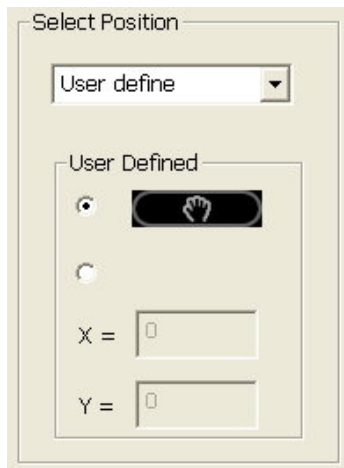 Select Position
User define
User Defined
X = 0
Y = 0